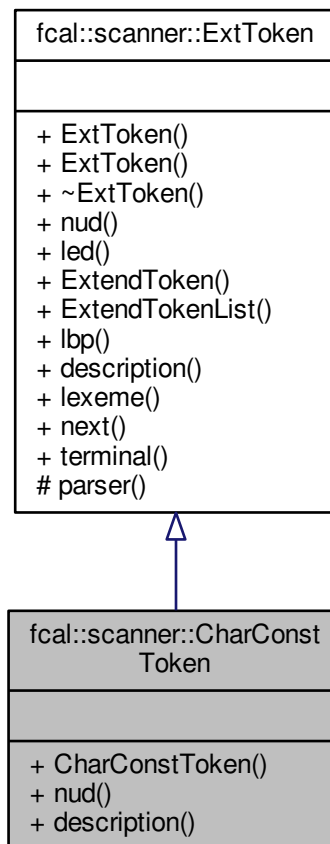 fcal::scanner::ExtToken
+ ExtToken()
+ ExtToken()
+ ~ExtToken()
+ nud()
+ led()
+ ExtendToken()
+ ExtendTokenList()
+ lbp()
+ description()
+ lexeme()
+ next()
+ terminal()
# parser()
fcal::scanner::CharConst
Token
+ CharConstToken()
+ nud()
+ description()